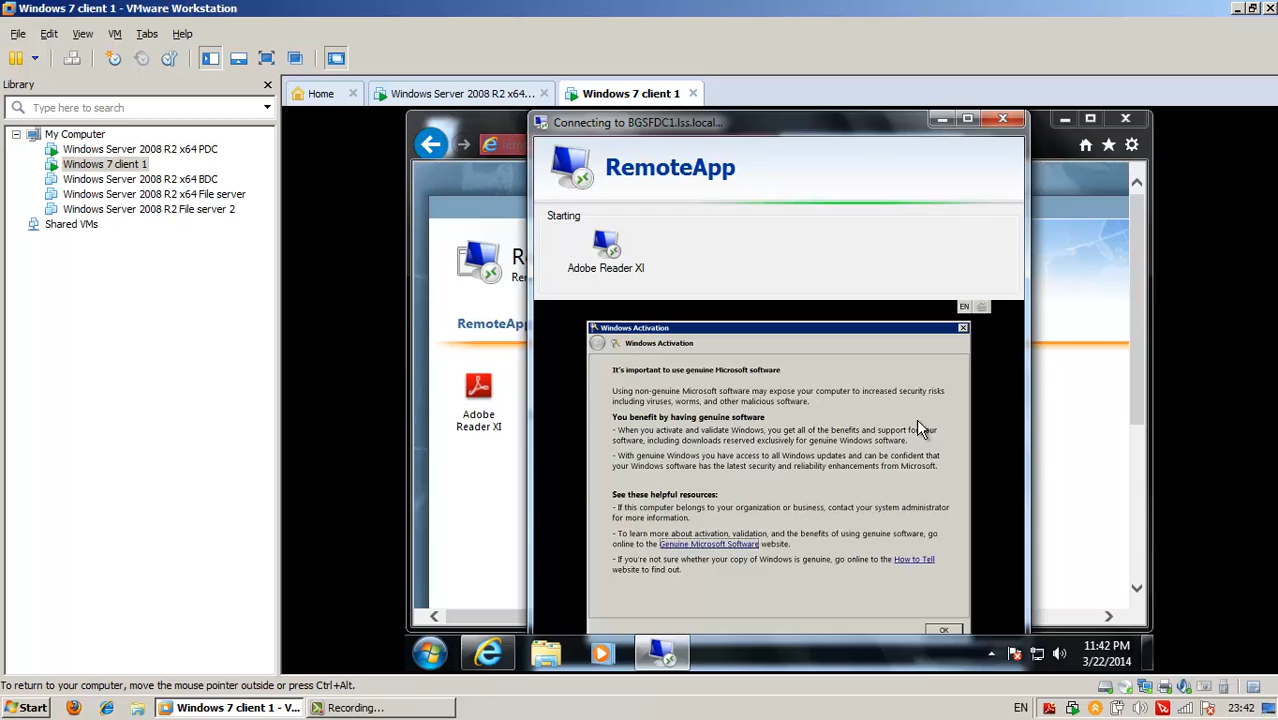 Windows 7 client 1 - VMware Workstation
File Edit View VM Tabs Help
Library
Type here to search
My Computer
Windows Server 2008 R2 x64 PDC
Windows 7 client 1
Windows Server 2008 R2 x64 BDC
Windows Server 2008 R2 x64 File server
Windows Server 2008 R2 File server 2
Shared VMs
Home
Windows Server 2008 R2 x64...
Windows 7 client 1
Connecting to BGSFDC1.lss.local...
RemoteApp
Starting
Adobe Reader XI
EN
RemoteApp
Adobe
Reader XI
Windows Activation
Windows Activation
It's important to use genuine Microsoft software
Using non-genuine Microsoft software may expose your computer to increased security risks
including viruses, worms, and other malicious software.
You benefit by having genuine software
- When you activate and validate Windows, you get all of the benefits and support for your
software, including downloads reserved exclusively for genuine Windows software.
- With genuine Windows you have access to all Windows updates and can be confident that
your Windows software has the latest security and reliability enhancements from Microsoft.
See these helpful resources:
- If this computer belongs to your organization or business, contact your system administrator
for more information.
- To learn more about activation, validation, and the benefits of using genuine software, go
online to the Genuine Microsoft Software website.
- If you're not sure whether your copy of Windows is genuine, go online to the How to Tell
website to find out.
OK
11:42 PM
3/22/2014
To return to your computer, move the mouse pointer outside or press Ctrl+Alt.
Start
Windows 7 client 1 - V...
Recording...
EN
23:42